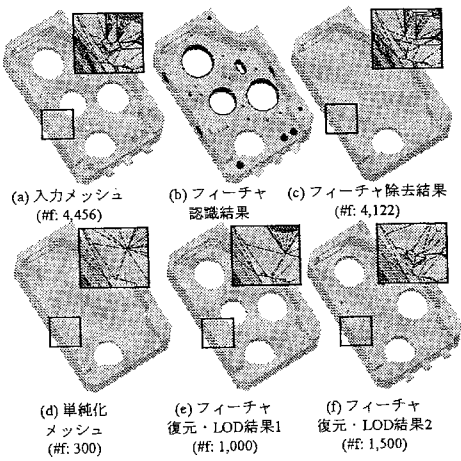 (a) 入力メッシュ
(#f: 4,456)
(b) フィーチャ
認識結果
(c) フィーチャ除去結果
(#f: 4,122)
(d) 単純化
メッシュ
(#f: 300)
(e) フィーチャ
復元・LOD結果1
(#f: 1,000)
(f) フィーチャ
復元・LOD結果2
(#f: 1,500)